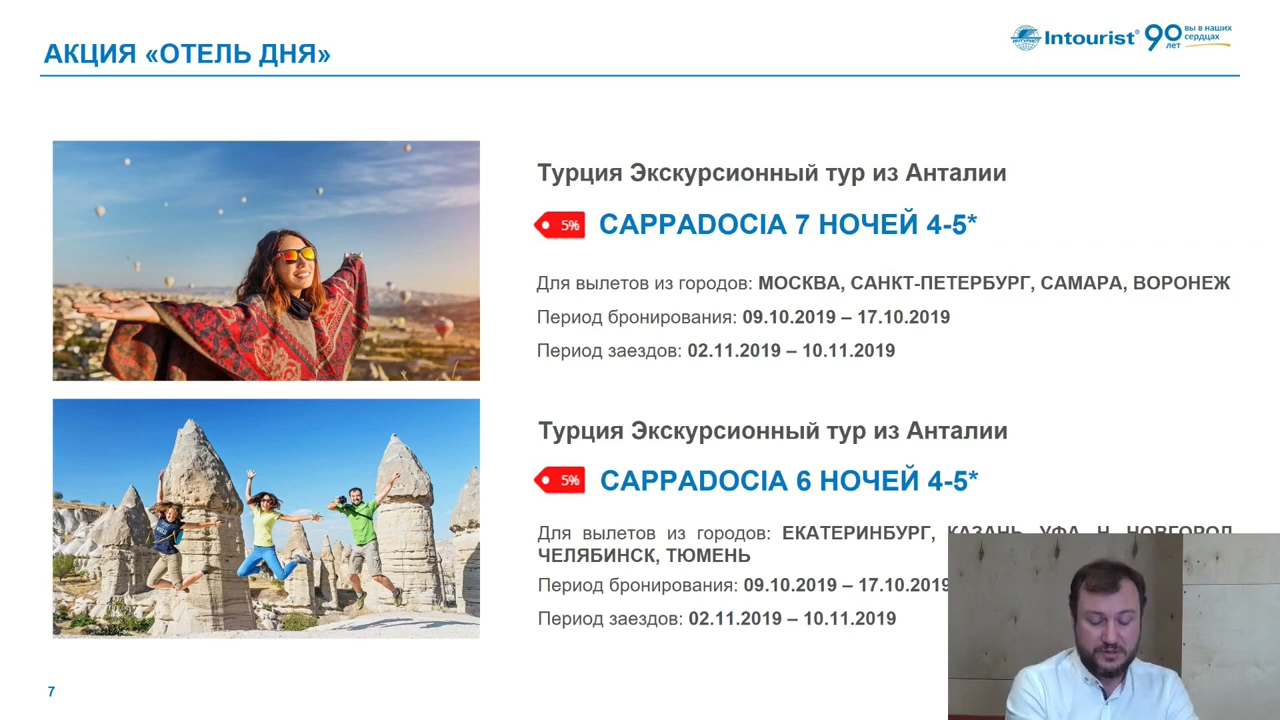 АКЦИЯ «ОТЕЛЬ ДНЯ»
Intourist® 90 лет вы в наших сердцах
Турция Экскурсионный тур из Анталии
5% CAPPADOCIA 7 НОЧЕЙ 4-5*
Для вылетов из городов: МОСКВА, САНКТ-ПЕТЕРБУРГ, САМАРА, ВОРОНЕЖ
Период бронирования: 09.10.2019 – 17.10.2019
Период заездов: 02.11.2019 – 10.11.2019
Турция Экскурсионный тур из Анталии
5% CAPPADOCIA 6 НОЧЕЙ 4-5*
Для вылетов из городов: ЕКАТЕРИНБУРГ, КАЗАНЬ, УФА, Н. НОВГОРОД,
ЧЕЛЯБИНСК, ТЮМЕНЬ
Период бронирования: 09.10.2019 – 17.10.2019
Период заездов: 02.11.2019 – 10.11.2019
7